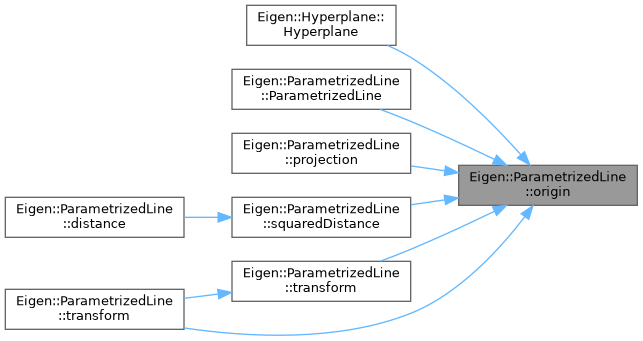 Eigen::Hyperplane::
Hyperplane
Eigen::ParametrizedLine
::ParametrizedLine
Eigen::ParametrizedLine
::projection
Eigen::ParametrizedLine
::origin
Eigen::ParametrizedLine
::distance
Eigen::ParametrizedLine
::squaredDistance
Eigen::ParametrizedLine
::transform
Eigen::ParametrizedLine
::transform